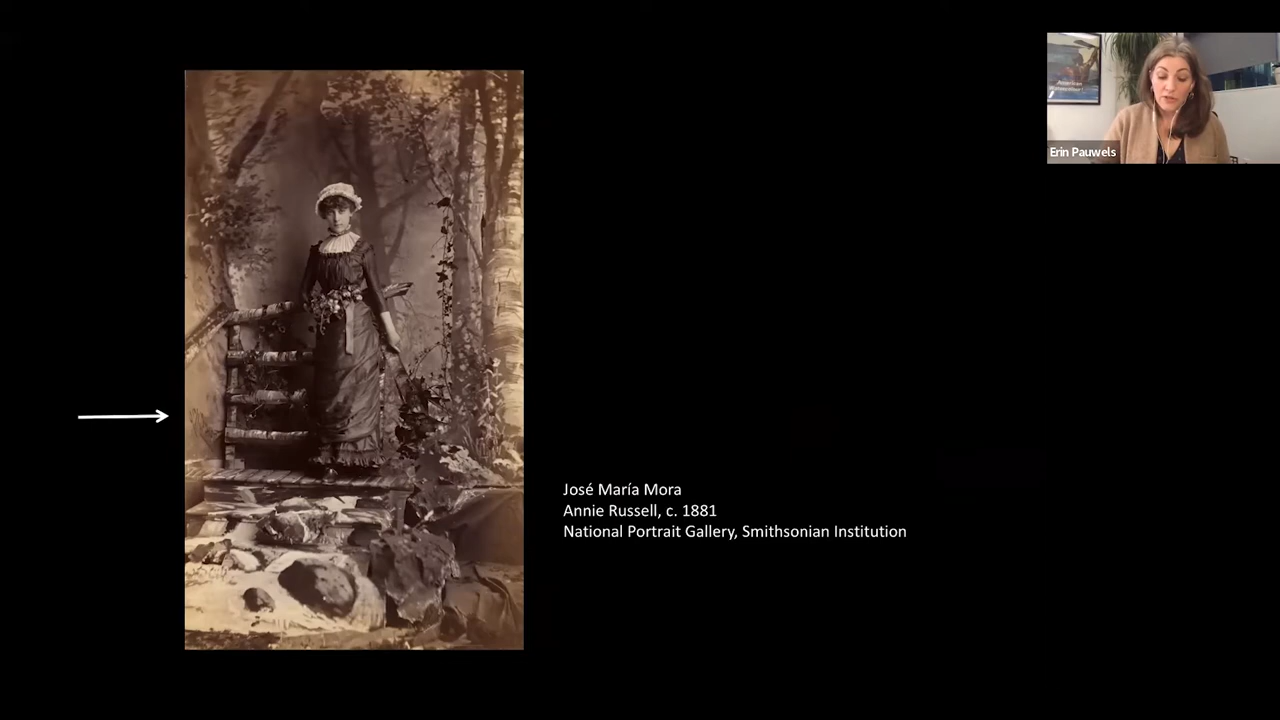 Erin Pauwels
José María Mora
Annie Russell, c. 1881
National Portrait Gallery, Smithsonian Institution